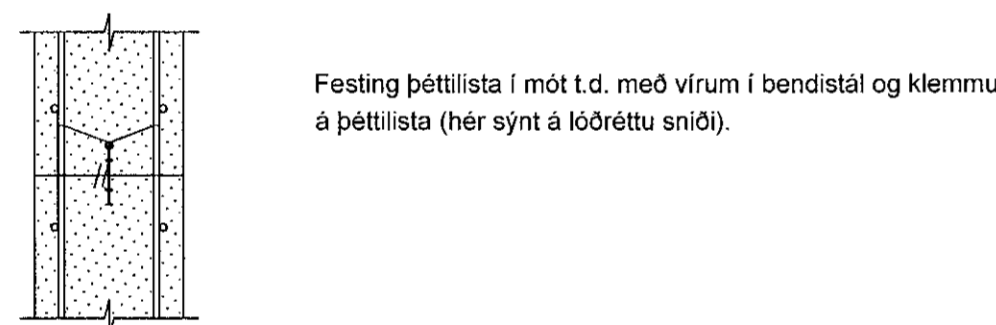 Festing þéttilista í mót t.d. með vírum í bendistál og klemmu
á þéttilista (hér sýnt á lóðréttu sniði).